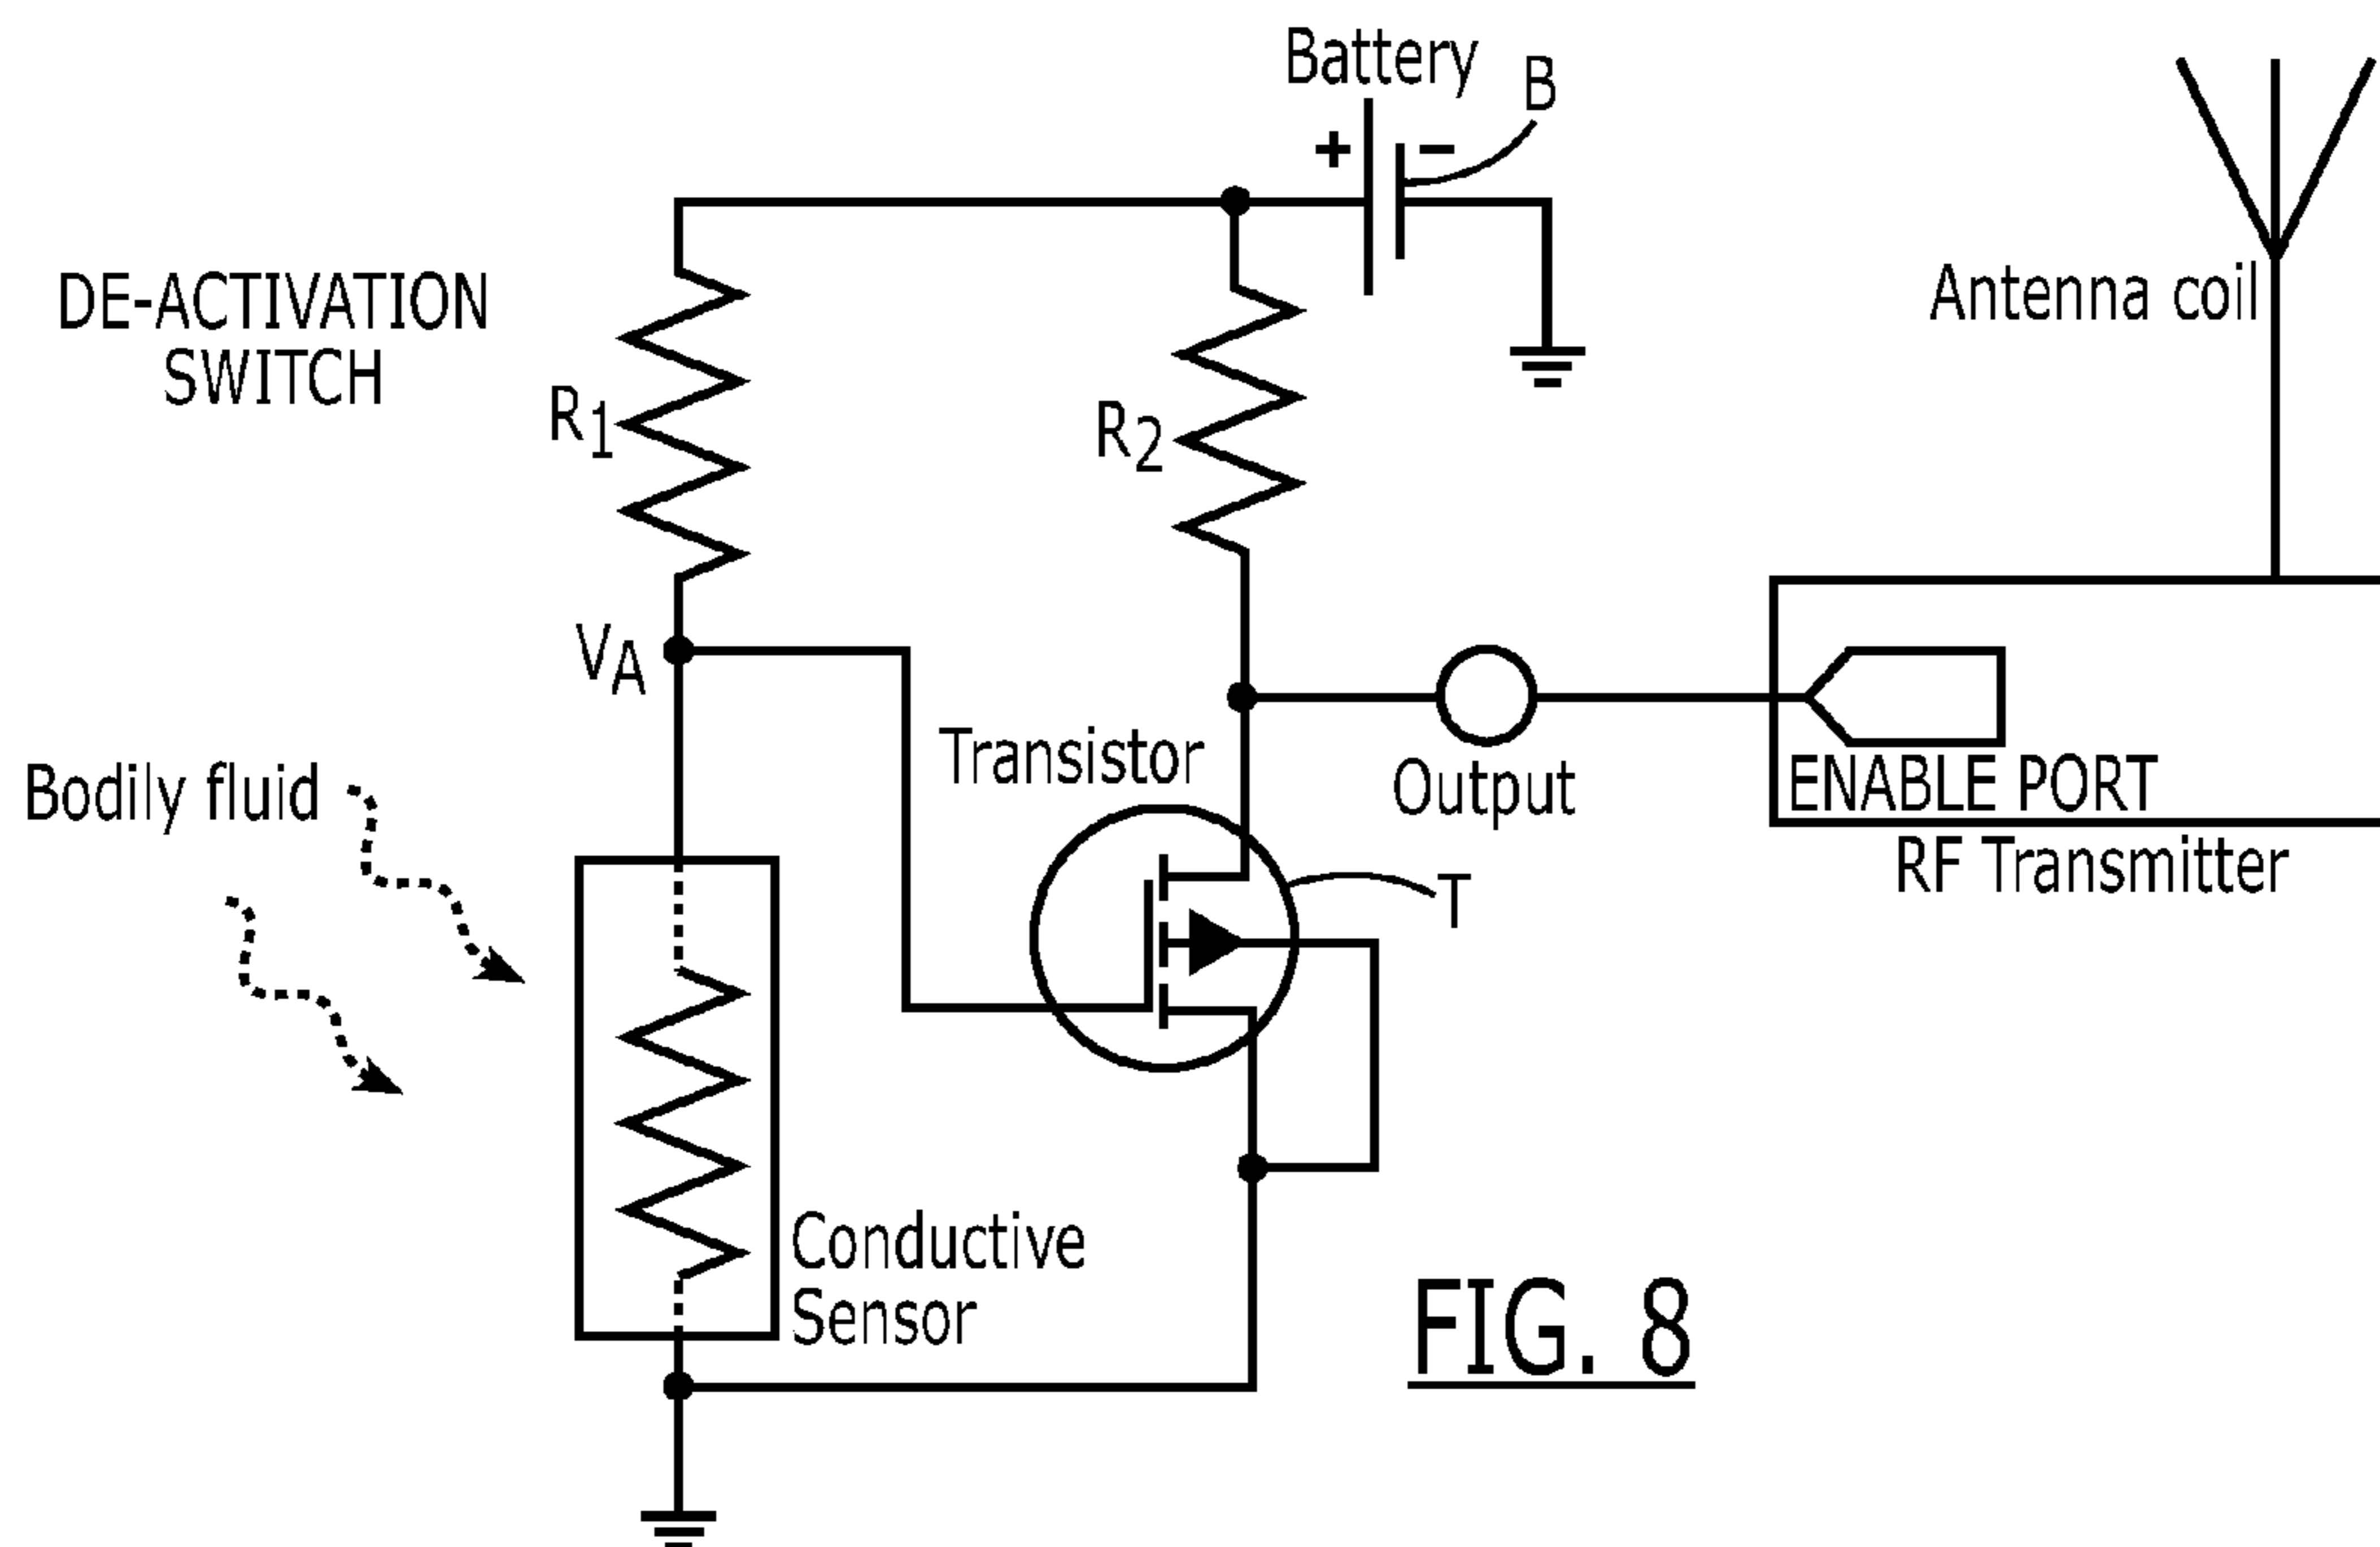 Battery
B
+ −
DE-ACTIVATION
SWITCH
Antenna coil
R1
R2
VA
Transistor
Bodily fluid
Output
ENABLE PORT
RF Transmitter
T
Conductive
Sensor
FIG. 8